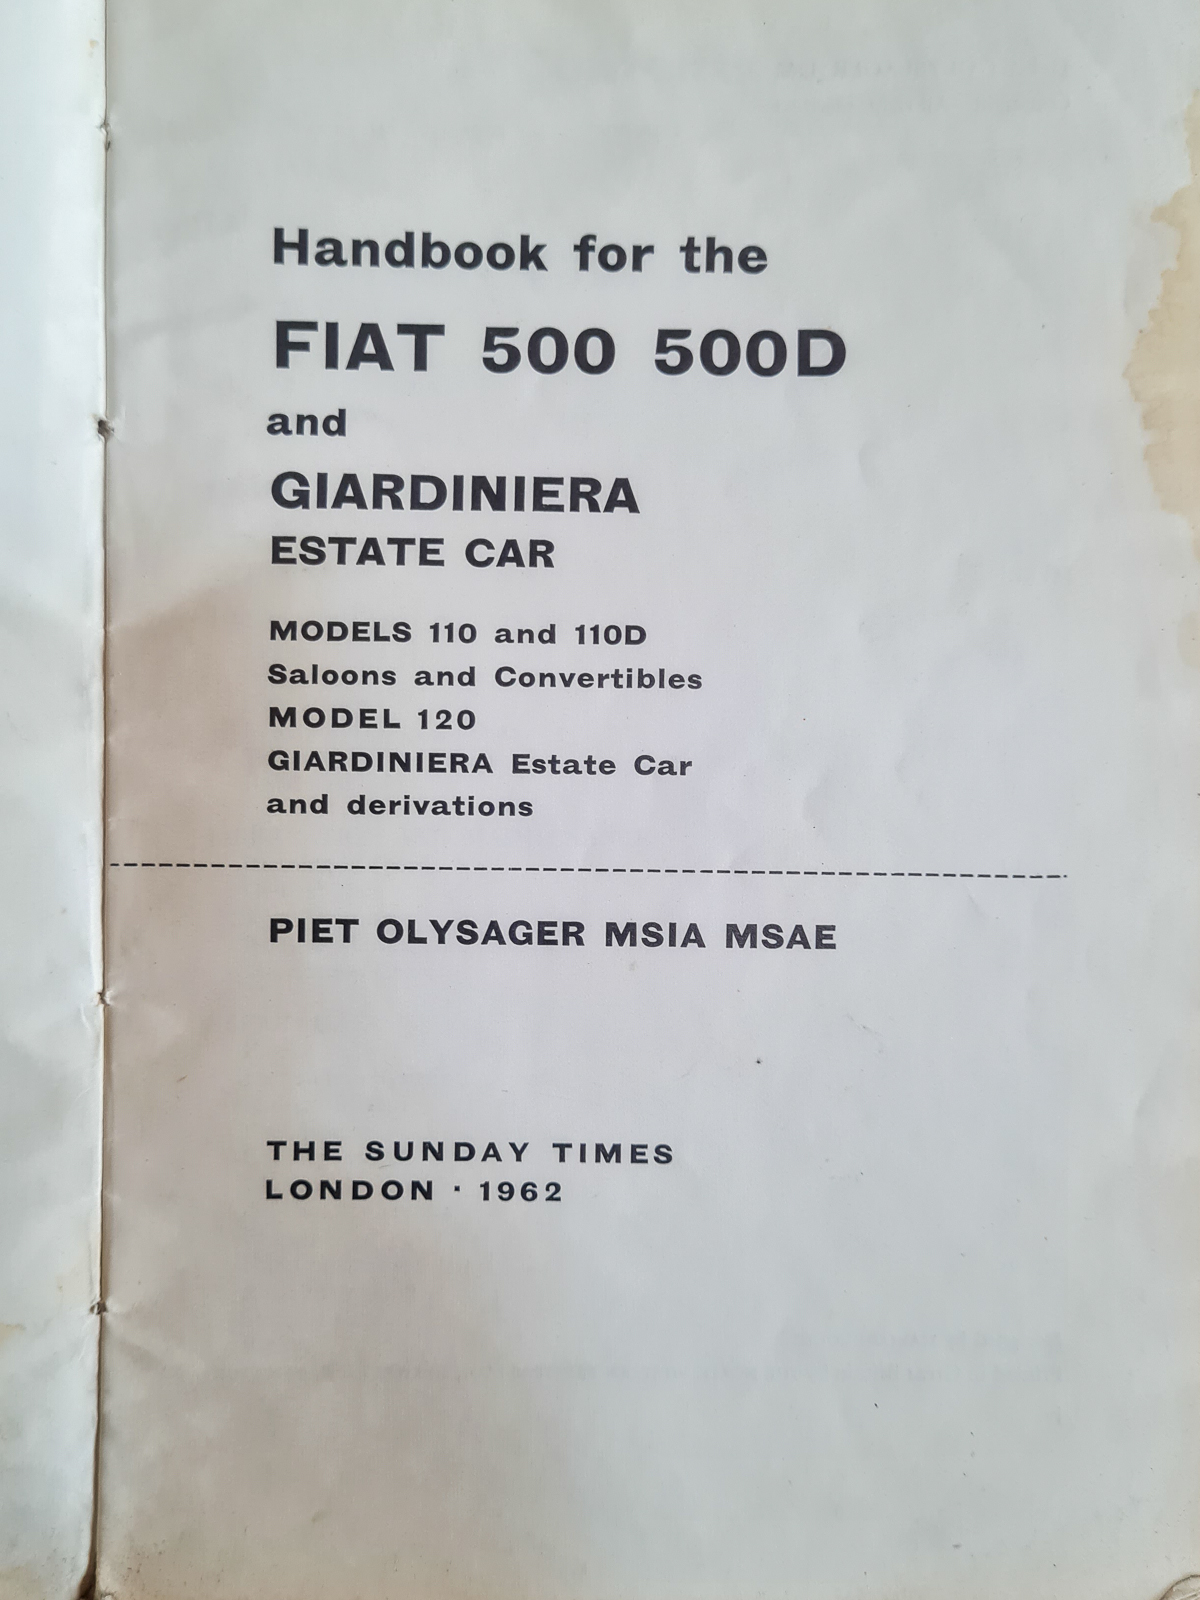 Handbook for the
FIAT 500 500D
and
GIARDINIERA
ESTATE CAR
MODELS 110 and 110D
Saloons and Convertibles
MODEL 120
GIARDINIERA Estate Car
and derivations
PIET OLYSAGER MSIA MSAE
THE SUNDAY TIMES
LONDON · 1962